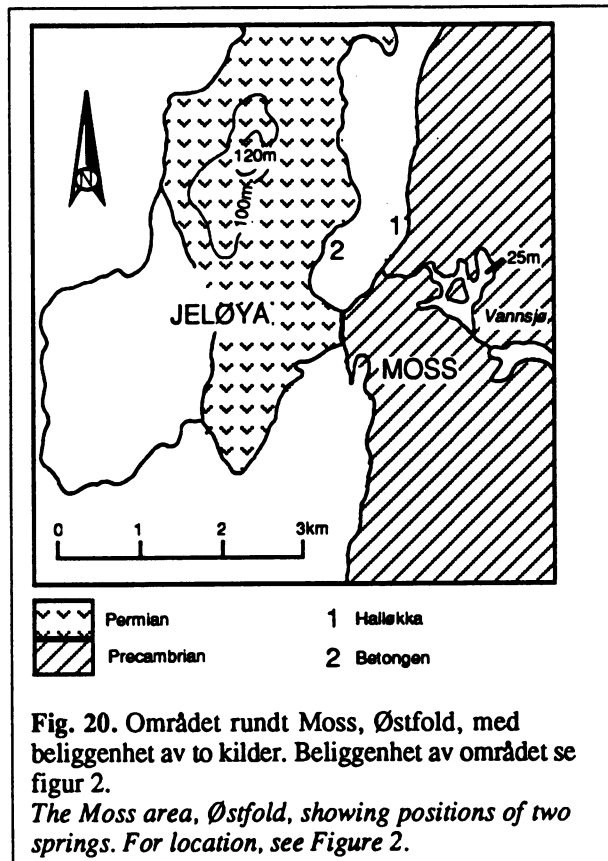 N
120m
100m
1
2
25m
JELØYA
Vannsjø
MOSS
0 1 2 3km
Permian
Precambrian
1 Halløkka
2 Betongen
Fig. 20. Området rundt Moss, Østfold, med
beliggenhet av to kilder. Beliggenhet av området se
figur 2.
The Moss area, Østfold, showing positions of two
springs. For location, see Figure 2.